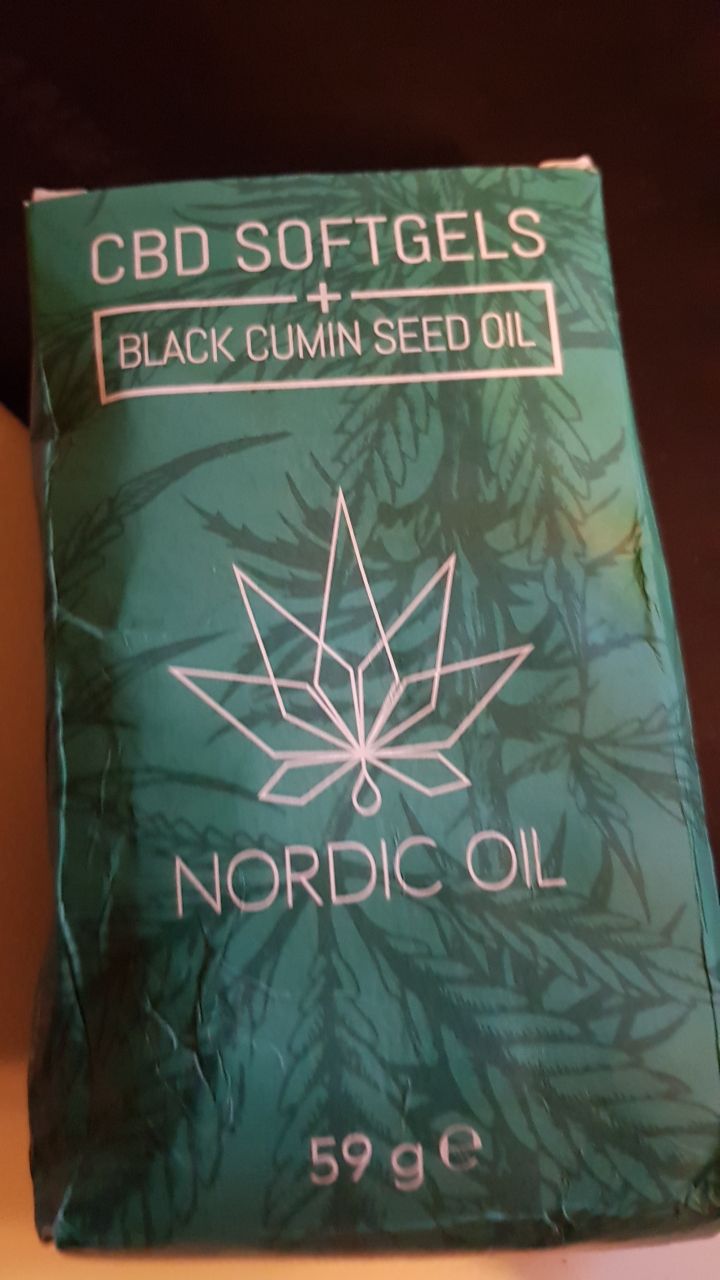 CBD SOFTGELS
+
BLACK CUMIN SEED OIL
NORDIC OIL
59 g ℮